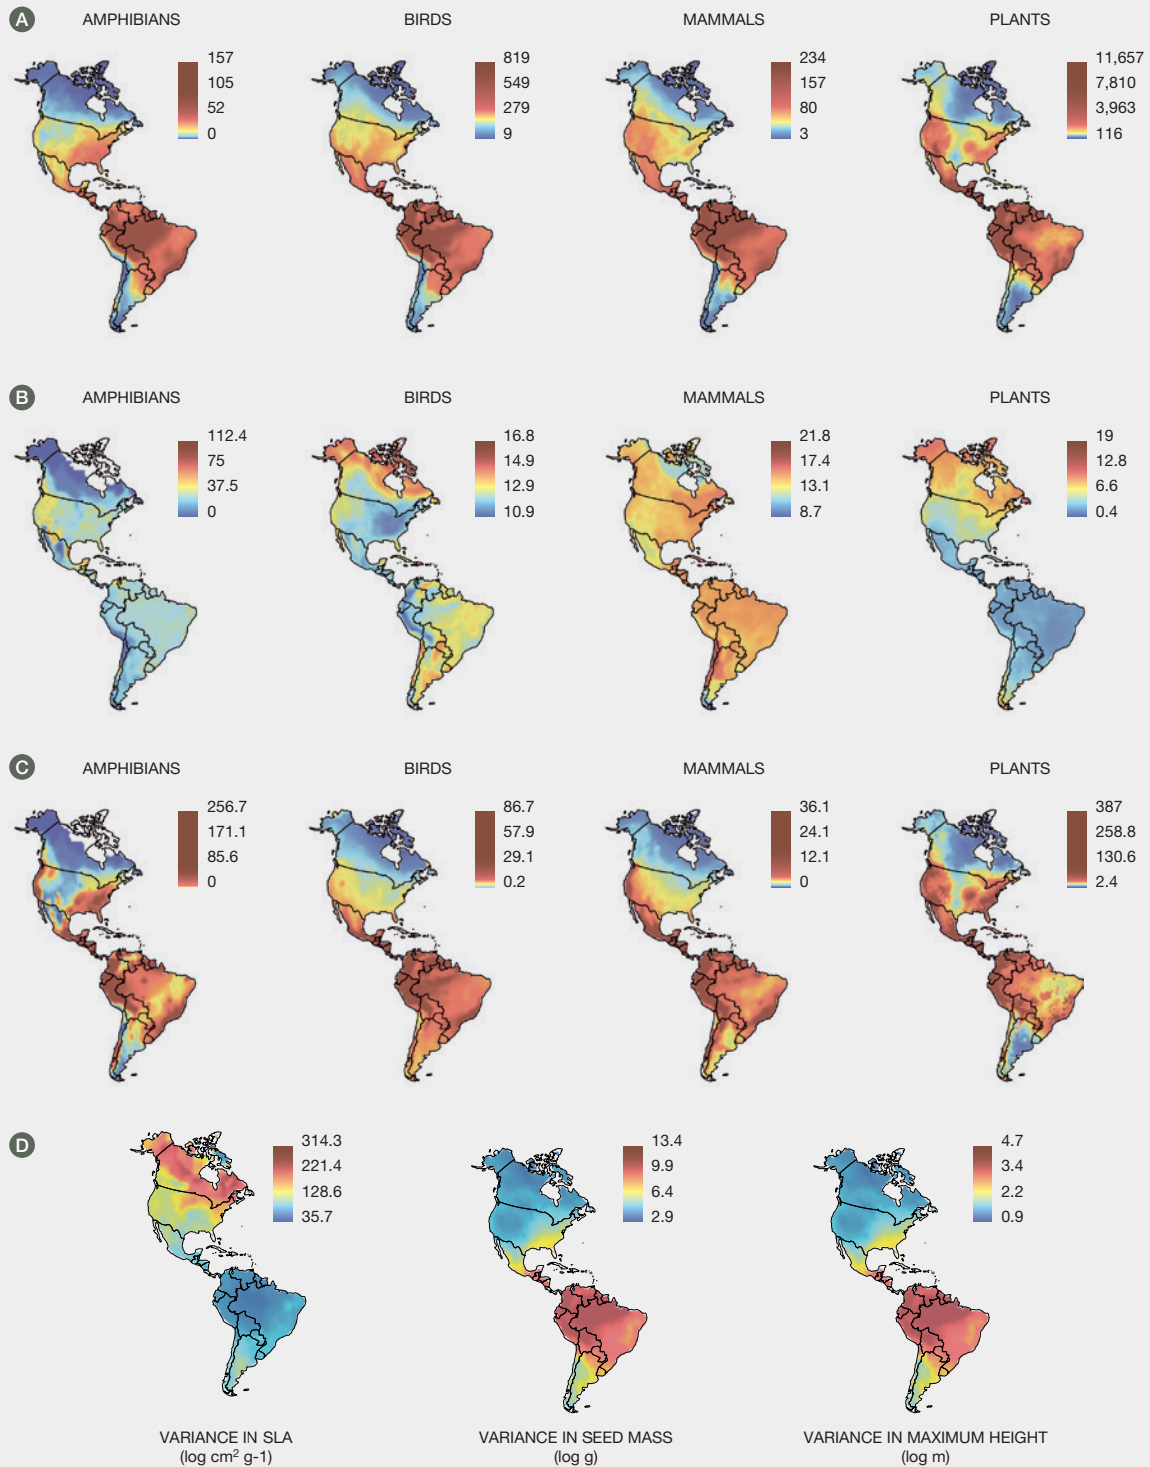 A
AMPHIBIANS
BIRDS
MAMMALS
PLANTS
157
105
52
0
819
549
279
9
234
157
80
3
11,657
7,810
3,963
116
B
AMPHIBIANS
BIRDS
MAMMALS
PLANTS
112.4
75
37.5
0
16.8
14.9
12.9
10.9
21.8
17.4
13.1
8.7
19
12.8
6.6
0.4
C
AMPHIBIANS
BIRDS
MAMMALS
PLANTS
256.7
171.1
85.6
0
86.7
57.9
29.1
0.2
36.1
24.1
12.1
0
387
258.8
130.6
2.4
D
314.3
221.4
128.6
35.7
13.4
9.9
6.4
2.9
4.7
3.4
2.2
0.9
VARIANCE IN SLA
(log cm² g-1)
VARIANCE IN SEED MASS
(log g)
VARIANCE IN MAXIMUM HEIGHT
(log m)